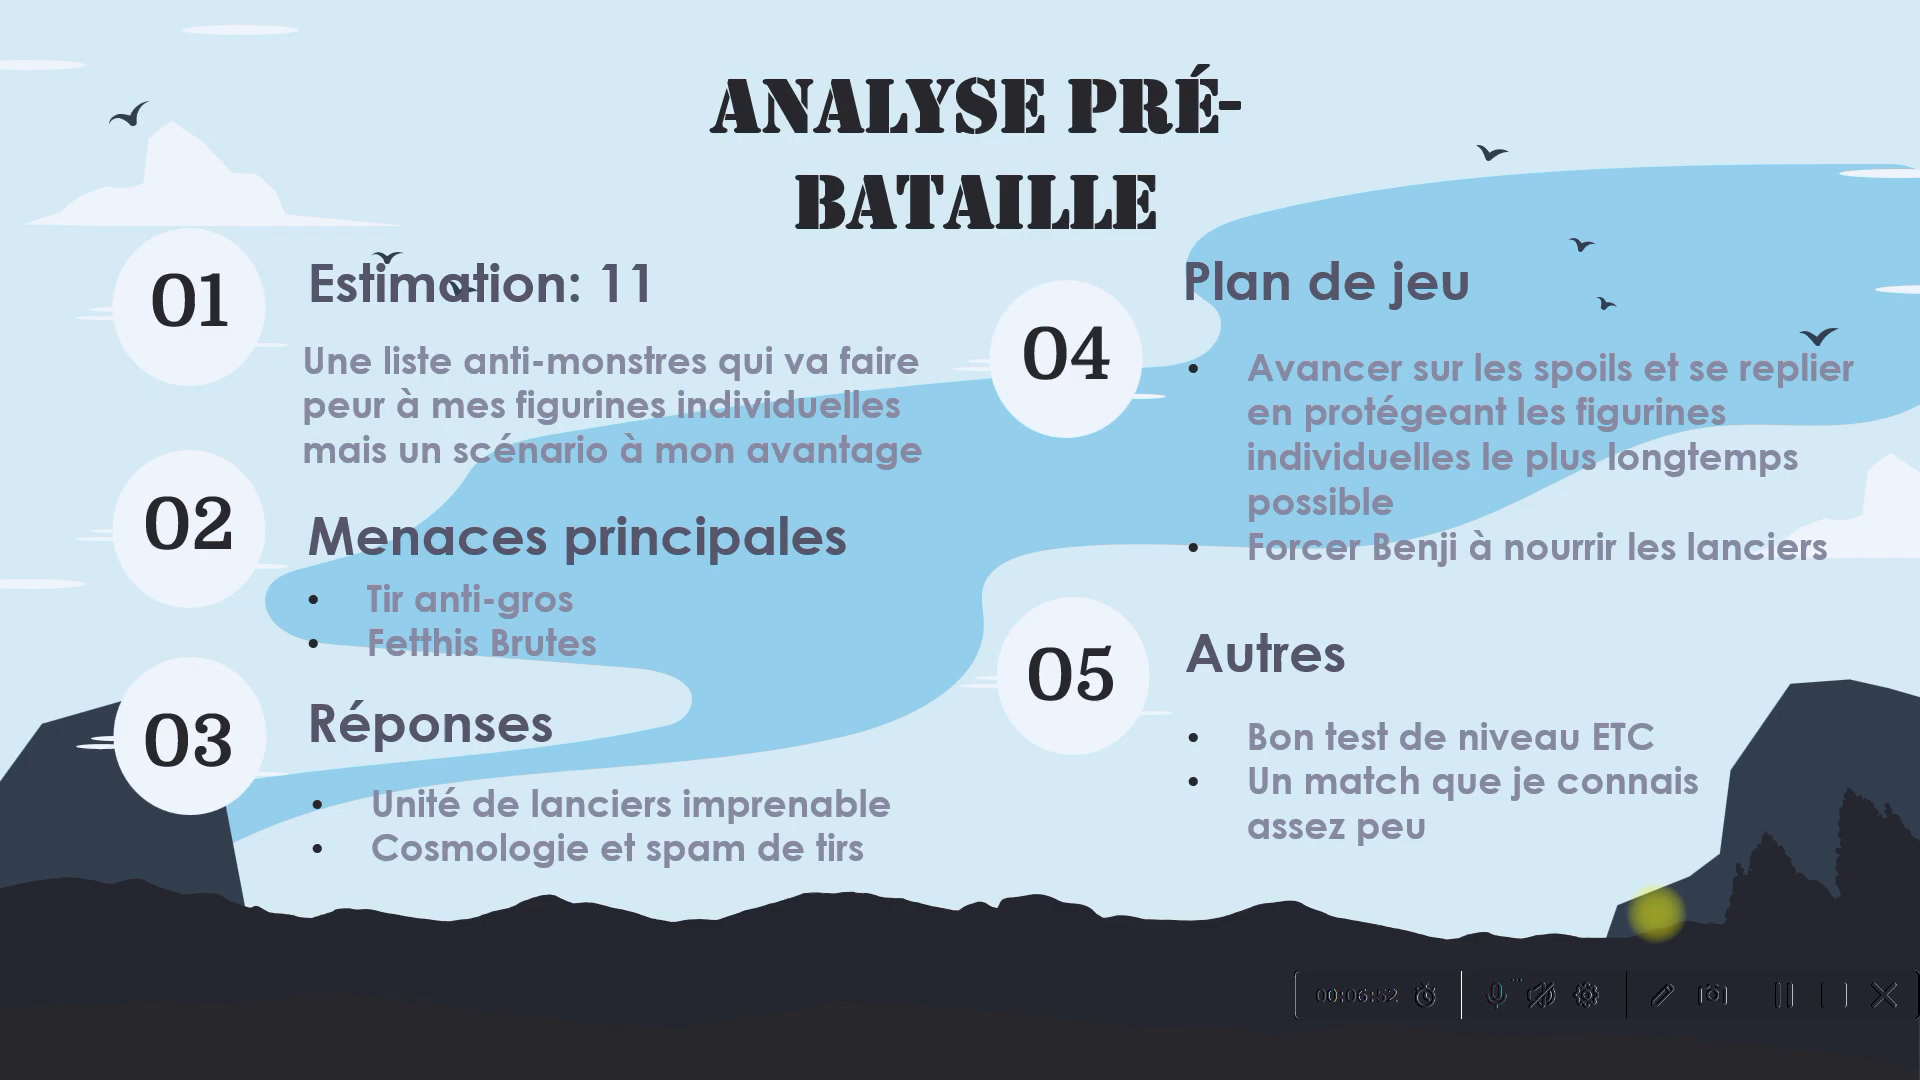 ANALYSE PRÉ-
BATAILLE
01
Estimation: 11
Une liste anti-monstres qui va faire
peur à mes figurines individuelles
mais un scénario à mon avantage
02
Menaces principales
• Tir anti-gros
• Fetthis Brutes
03
Réponses
• Unité de lanciers imprenable
• Cosmologie et spam de tirs
04
Plan de jeu
• Avancer sur les spoils et se replier
en protégeant les figurines
individuelles le plus longtemps
possible
• Forcer Benji à nourrir les lanciers
05
Autres
• Bon test de niveau ETC
• Un match que je connais
assez peu
00:06:52